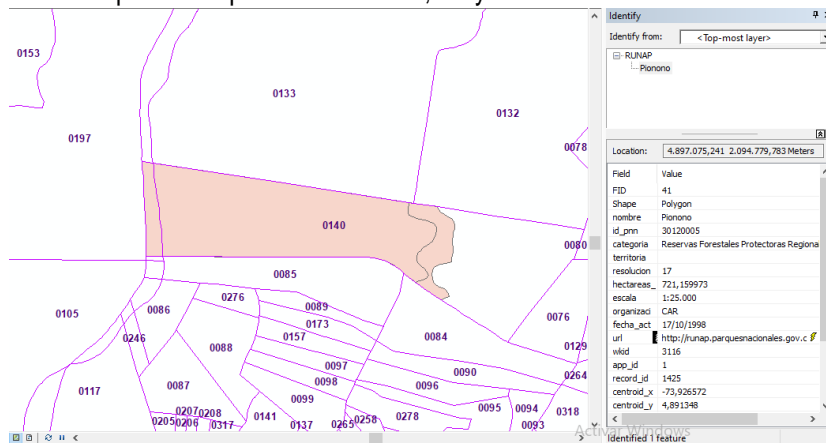 Identify
Identify from: <Top-most layer>
RUNAP
Pionono
Location: 4.897.075,241 2.094.779,783 Meters
Field Value
FID 41
Shape Polygon
nombre Pionono
id_pnn 30120005
categoria Reservas Forestales Protectoras Regiona
territoria
resolucion 17
hectareas_ 721,159973
escala 1:25.000
organizaci CAR
fecha_act 17/10/1998
url http://runap.parquesnacionales.gov.c
wkid 3116
app_id 1
record_id 1425
centroid_x -73,926572
centroid_y 4,891348
Identified 1 feature
Activar Windows
0153
0133
0132
0197
0078
0140
0080
0085
0276
0105
0086
0089
0173
0076
0246
0157
0084
0088
0129
0097
0090
0264
0098
0096
0087
0117
0099
0095
0094
0318
0207
0208
0141
0258
0278
0205
0206
0317
0137
0265
0093